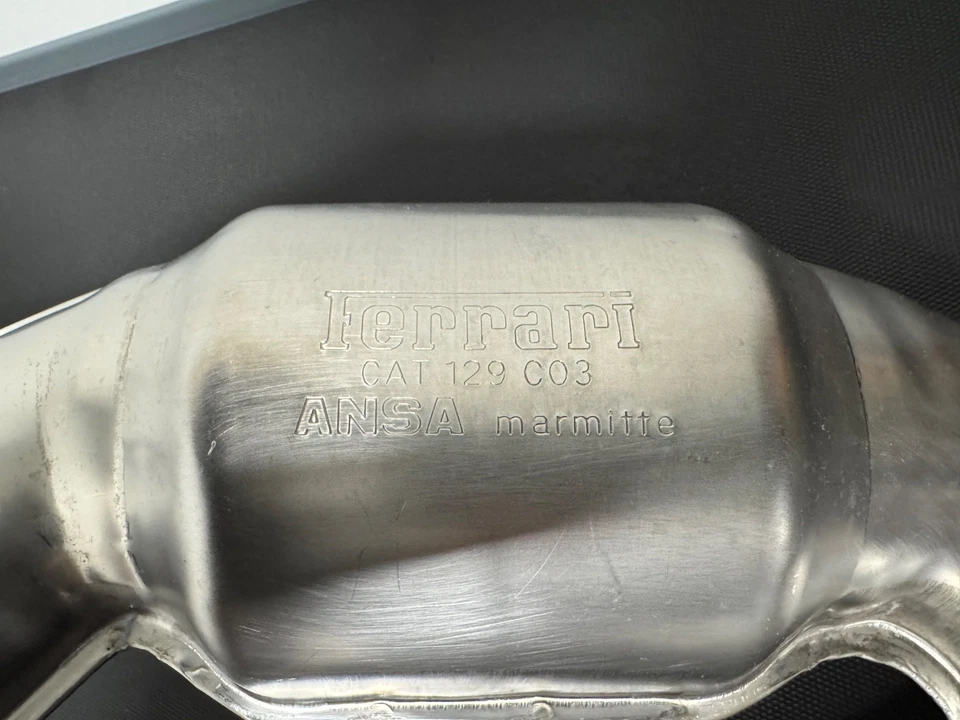 Ferrari
CAT 129 C03
ANSA marmitte